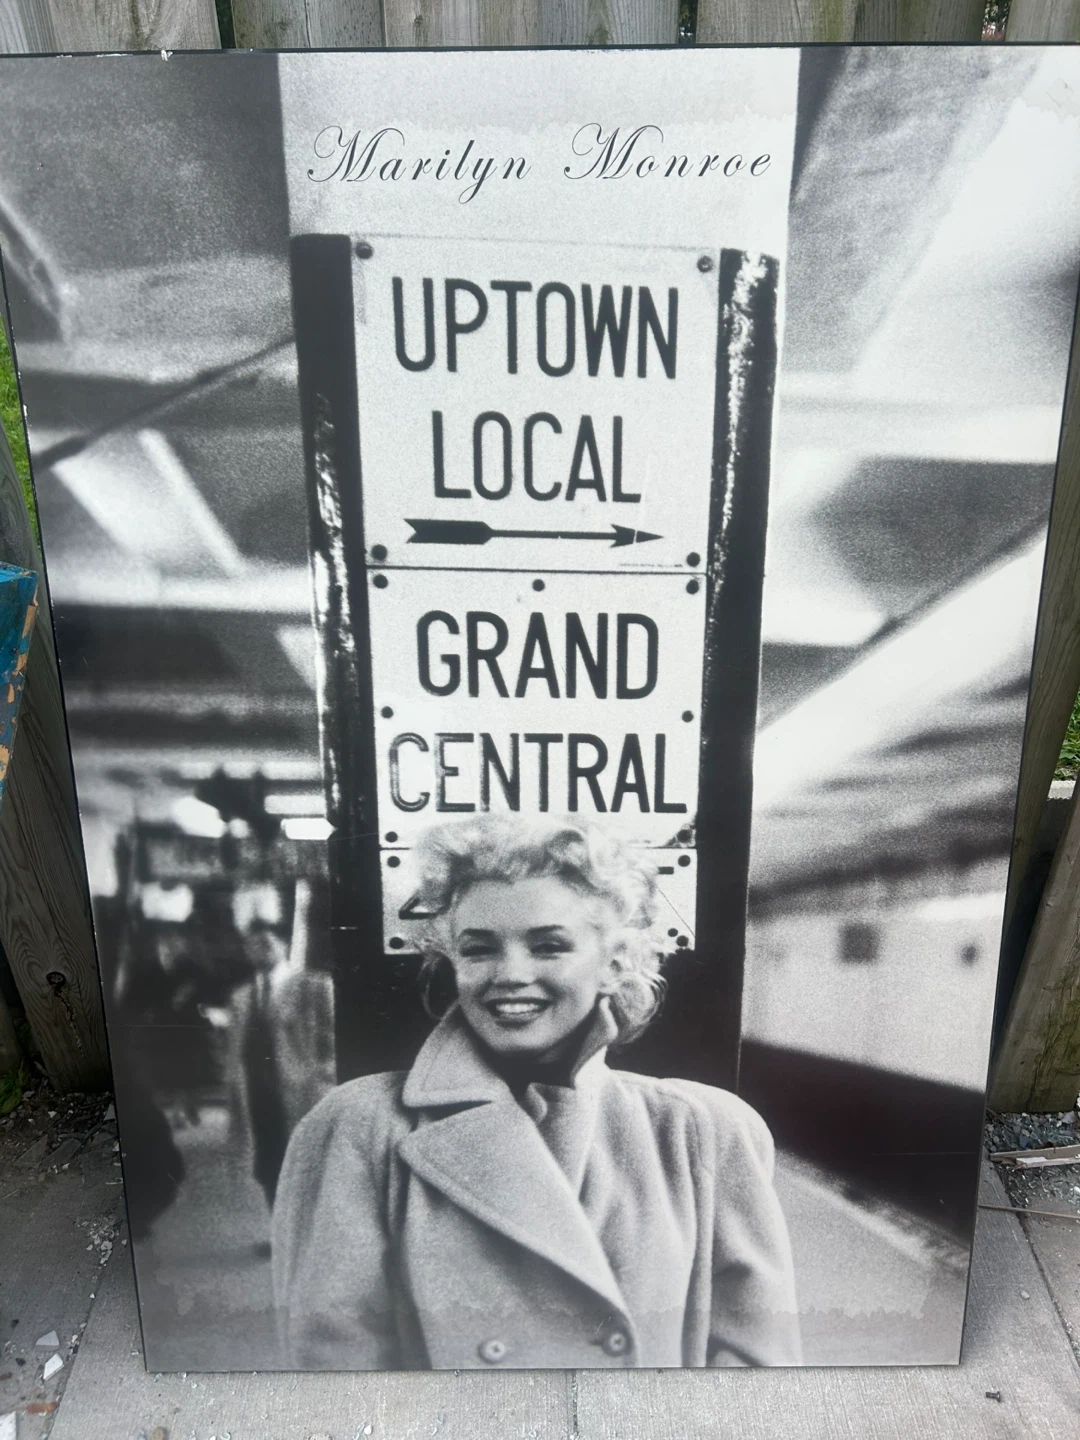 Marilyn Monroe
UPTOWN
LOCAL
GRAND
CENTRAL